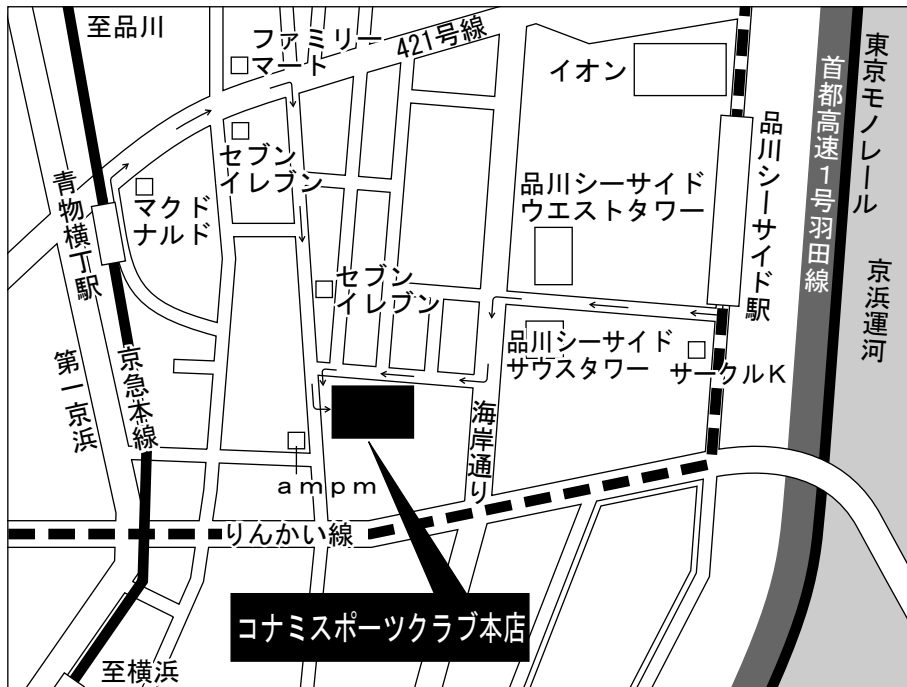 至品川
ファミリー
マート
421号線
イオン
東京モノレール
首都高速1号羽田線
品川シーサイド駅
セブン
イレブン
青物横丁駅
マクド
ナルド
品川シーサイド
ウエストタワー
京浜運河
セブン
イレブン
第一京浜
京急本線
品川シーサイド
サウスタワー
サークルK
海岸通り
ampm
りんかい線
コナミスポーツクラブ本店
至横浜